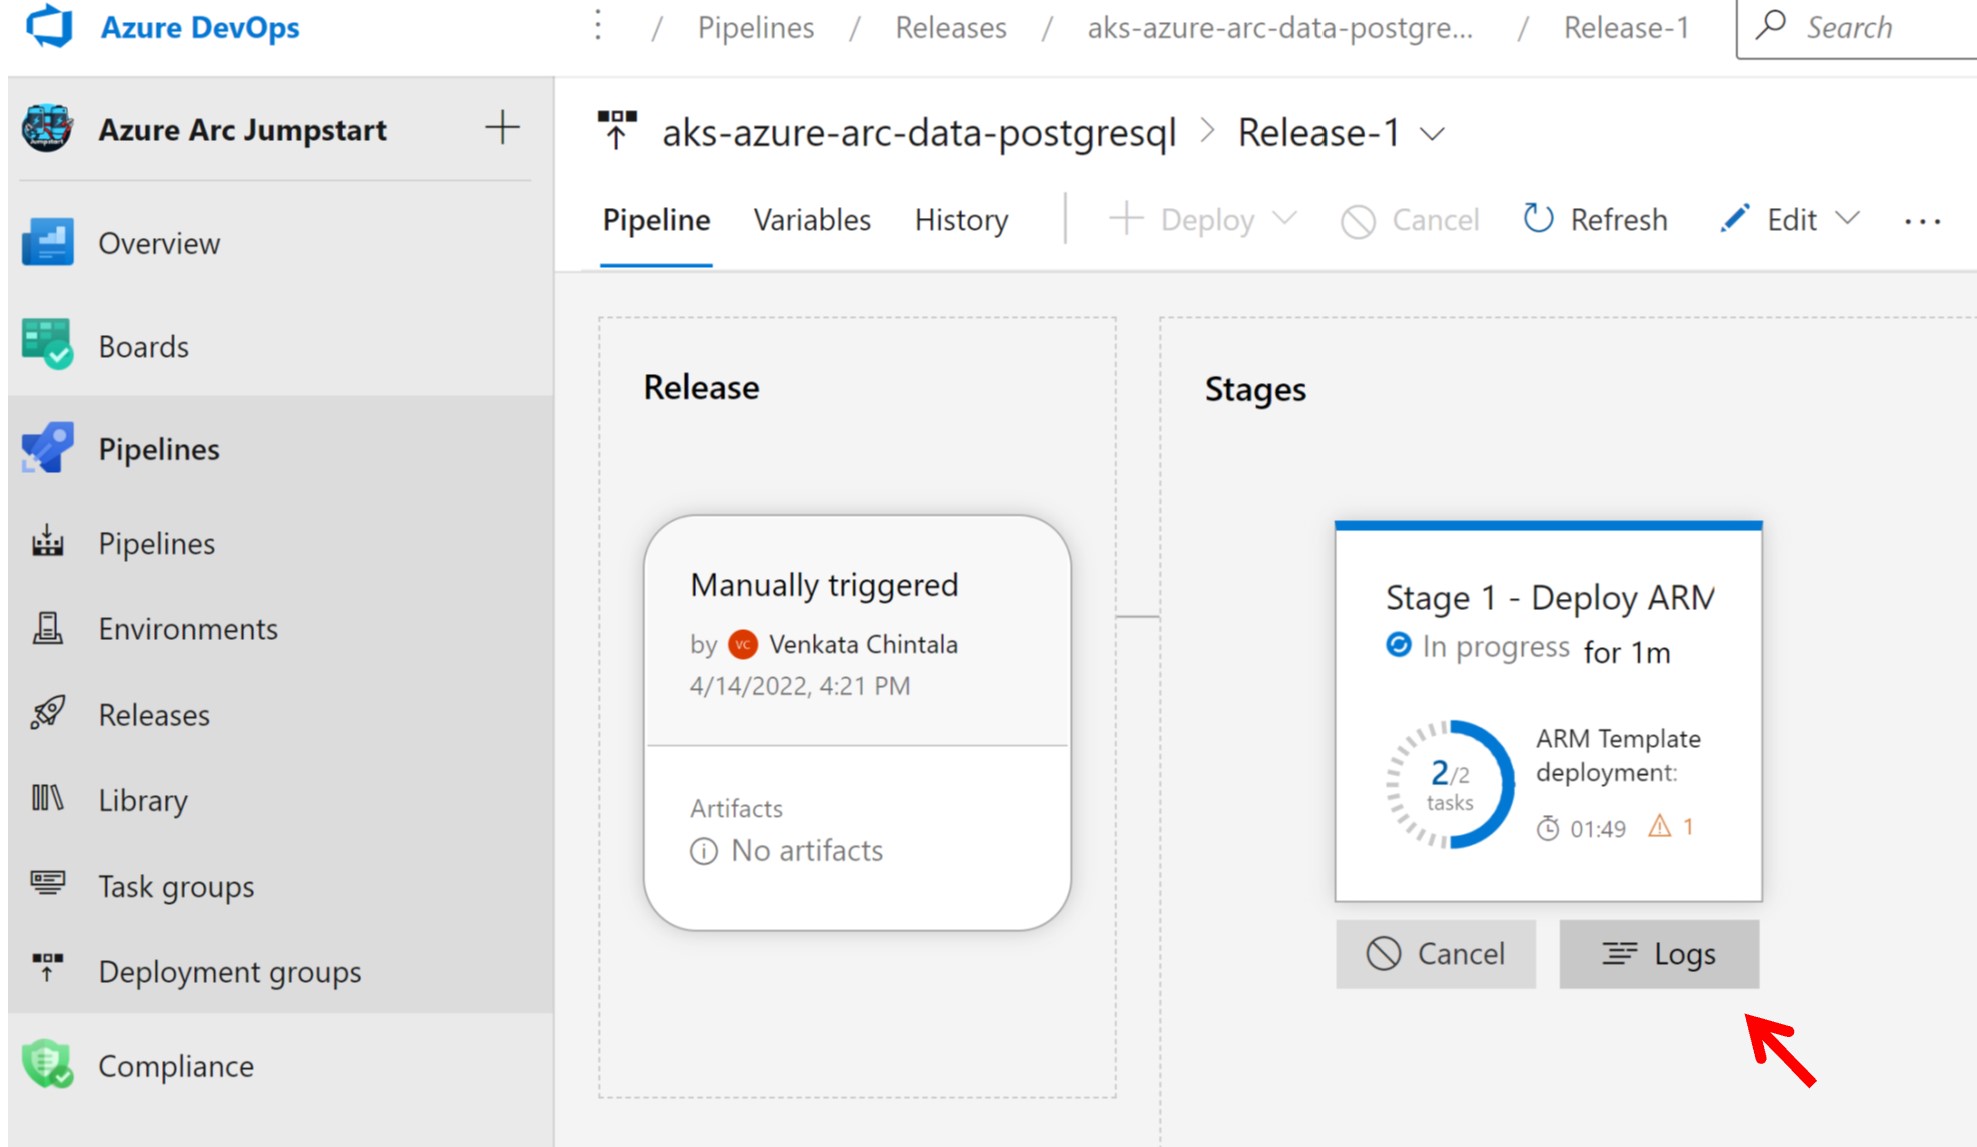 Azure DevOps
/ Pipelines / Releases / aks-azure-arc-data-postgre... / Release-1
Search
Azure Arc Jumpstart
Overview
Boards
Pipelines
Pipelines
Environments
Releases
Library
Task groups
Deployment groups
Compliance
aks-azure-arc-data-postgresql > Release-1
Pipeline Variables History Deploy Cancel Refresh Edit ...
Release
Manually triggered
by VC Venkata Chintala
4/14/2022, 4:21 PM
Artifacts
No artifacts
Stages
Stage 1 - Deploy ARM
In progress for 1m
2/2
tasks
ARM Template
deployment:
01:49 1
Cancel
Logs